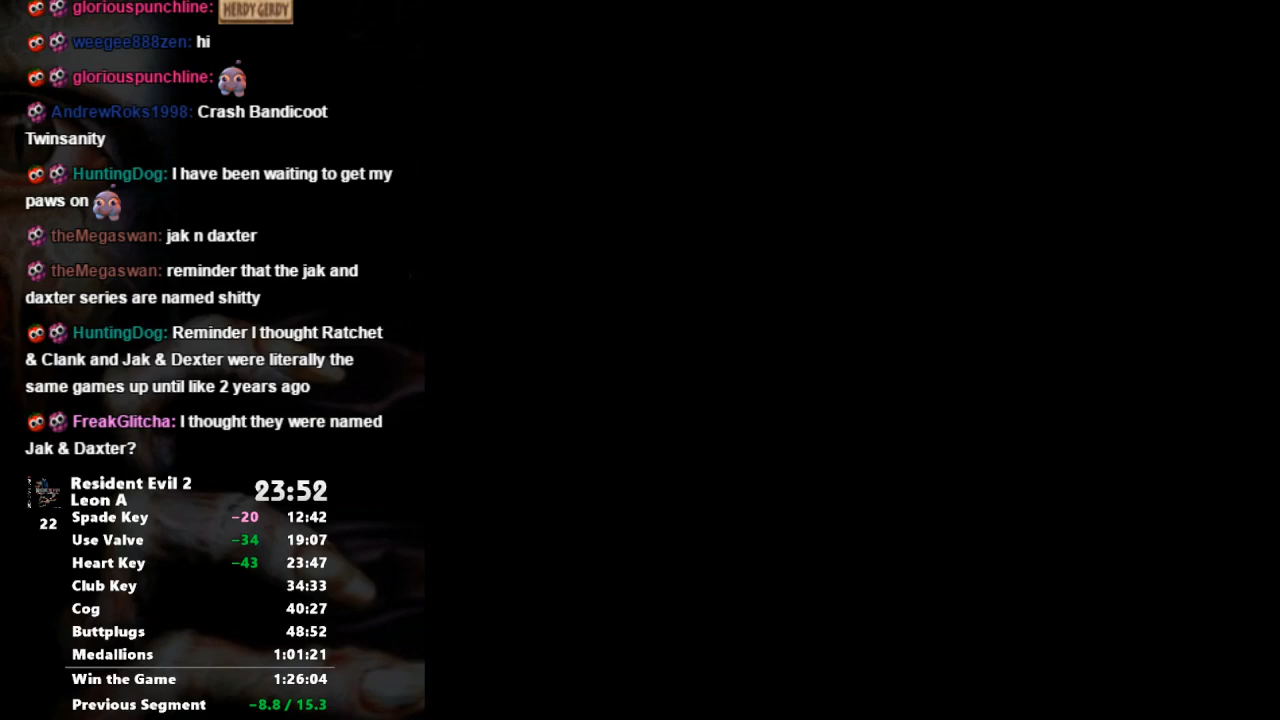 gloriouspunchline: HERDY GERDY
weegee888zen: hi
gloriouspunchline:
AndrewRoks1998: Crash Bandicoot
Twinsanity
HuntingDog: I have been waiting to get my
paws on
theMegaswan: jak n daxter
theMegaswan: reminder that the jak and
daxter series are named shitty
HuntingDog: Reminder I thought Ratchet
& Clank and Jak & Dexter were literally the
same games up until like 2 years ago
FreakGlitcha: I thought they were named
Jak & Daxter?
Resident Evil 2
Leon A
23:52
22
Spade Key -20 12:42
Use Valve -34 19:07
Heart Key -43 23:47
Club Key 34:33
Cog 40:27
Buttplugs 48:52
Medallions 1:01:21
Win the Game 1:26:04
Previous Segment -8.8 / 15.3